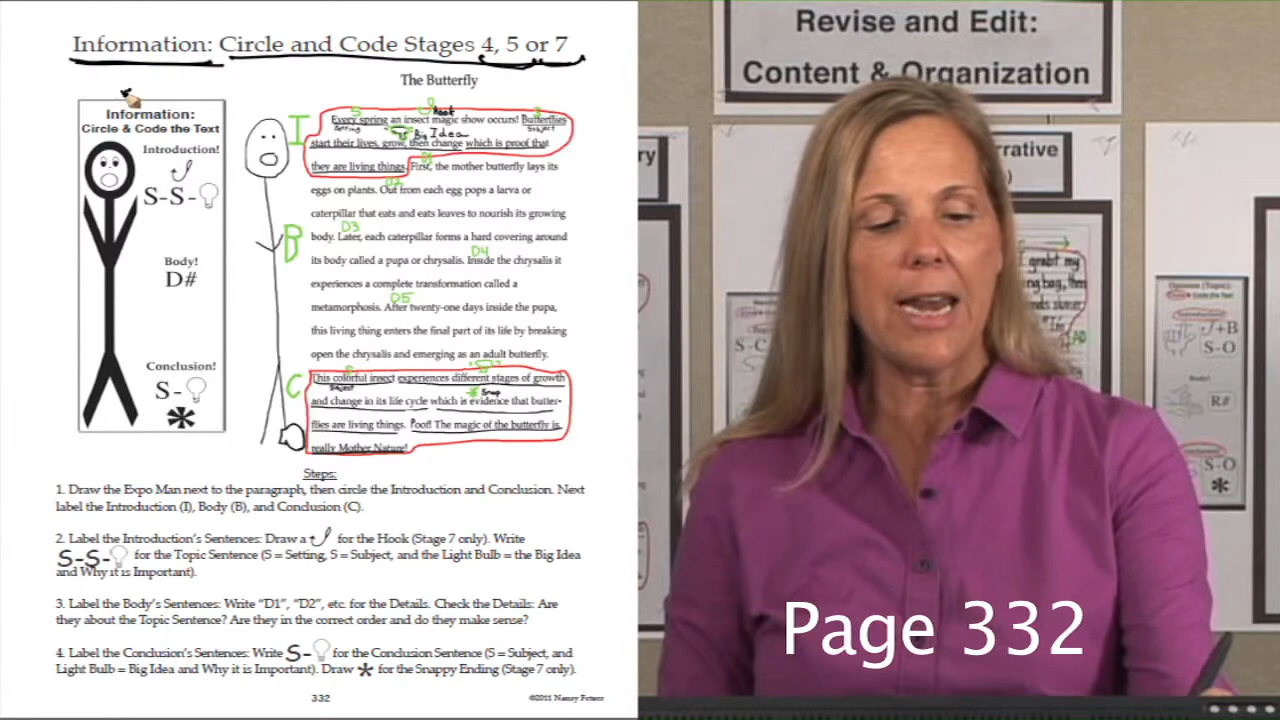 Information: Circle and Code Stages 4, 5 or 7
The Butterfly
Information:
Circle & Code the Text
Introduction!
S-S-
Body!
D#
Conclusion!
S-
*
I
B
C
S
Hook
S
Every spring an insect magic show occurs! Butterflies
Setting
Big Idea
Subject
start their lives, grow, then change which is proof that
D1
they are living things. First, the mother butterfly lays its
D2
eggs on plants. Out from each egg pops a larva or
caterpillar that eats and eats leaves to nourish its growing
D3
body. Later, each caterpillar forms a hard covering around
D4
its body called a pupa or chrysalis. Inside the chrysalis it
experiences a complete transformation called a
D5
metamorphosis. After twenty-one days inside the pupa,
this living thing enters the final part of its life by breaking
open the chrysalis and emerging as an adult butterfly.
S
This colorful insect experiences different stages of growth
Subject
* Snap
and change in its life cycle which is evidence that butter-
flies are living things. Poof! The magic of the butterfly is
really Mother Nature!
Steps:
1. Draw the Expo Man next to the paragraph, then circle the Introduction and Conclusion. Next
label the Introduction (I), Body (B), and Conclusion (C).
2. Label the Introduction's Sentences: Draw a for the Hook (Stage 7 only). Write
S-S- for the Topic Sentence (S = Setting, S = Subject, and the Light Bulb = the Big Idea
and Why it is Important).
3. Label the Body's Sentences: Write "D1", "D2", etc. for the Details. Check the Details: Are
they about the Topic Sentence? Are they in the correct order and do they make sense?
4. Label the Conclusion's Sentences: Write S- for the Conclusion Sentence (S = Subject, and
Light Bulb = Big Idea and Why it is Important). Draw * for the Snappy Ending (Stage 7 only).
332
Revise and Edit:
Content & Organization
Page 332